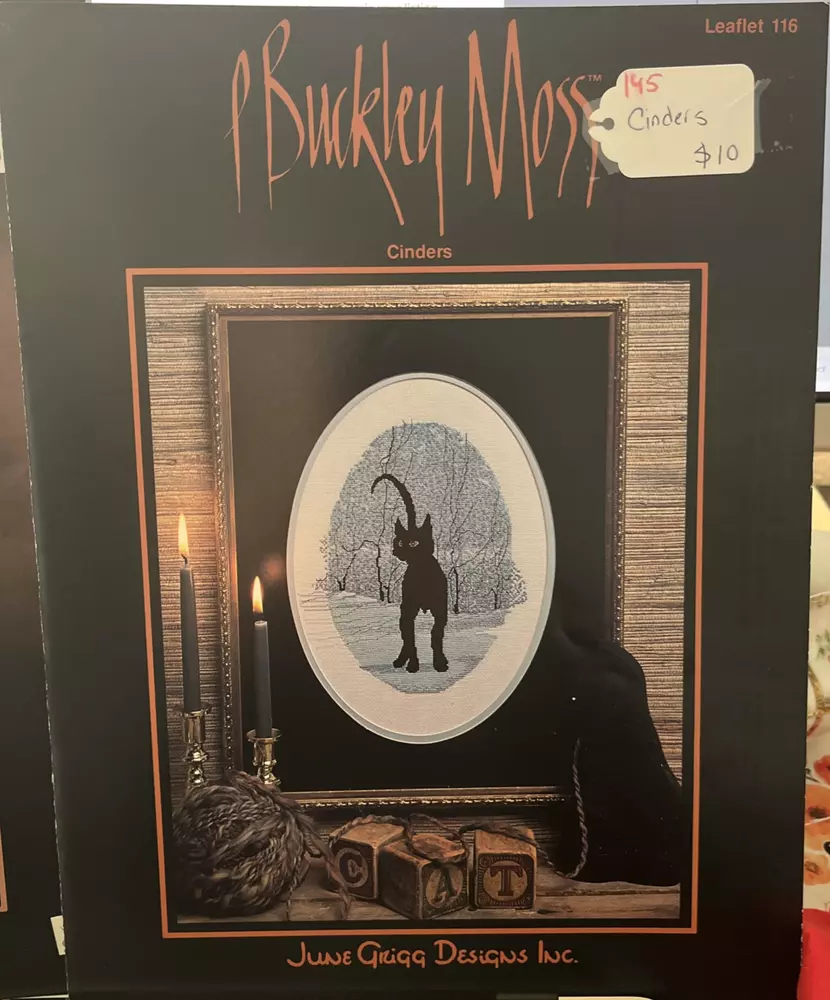 Leaflet 116
P Buckley Moss™
145
Cinders
$10
Cinders
C A T
June Grigg Designs Inc.